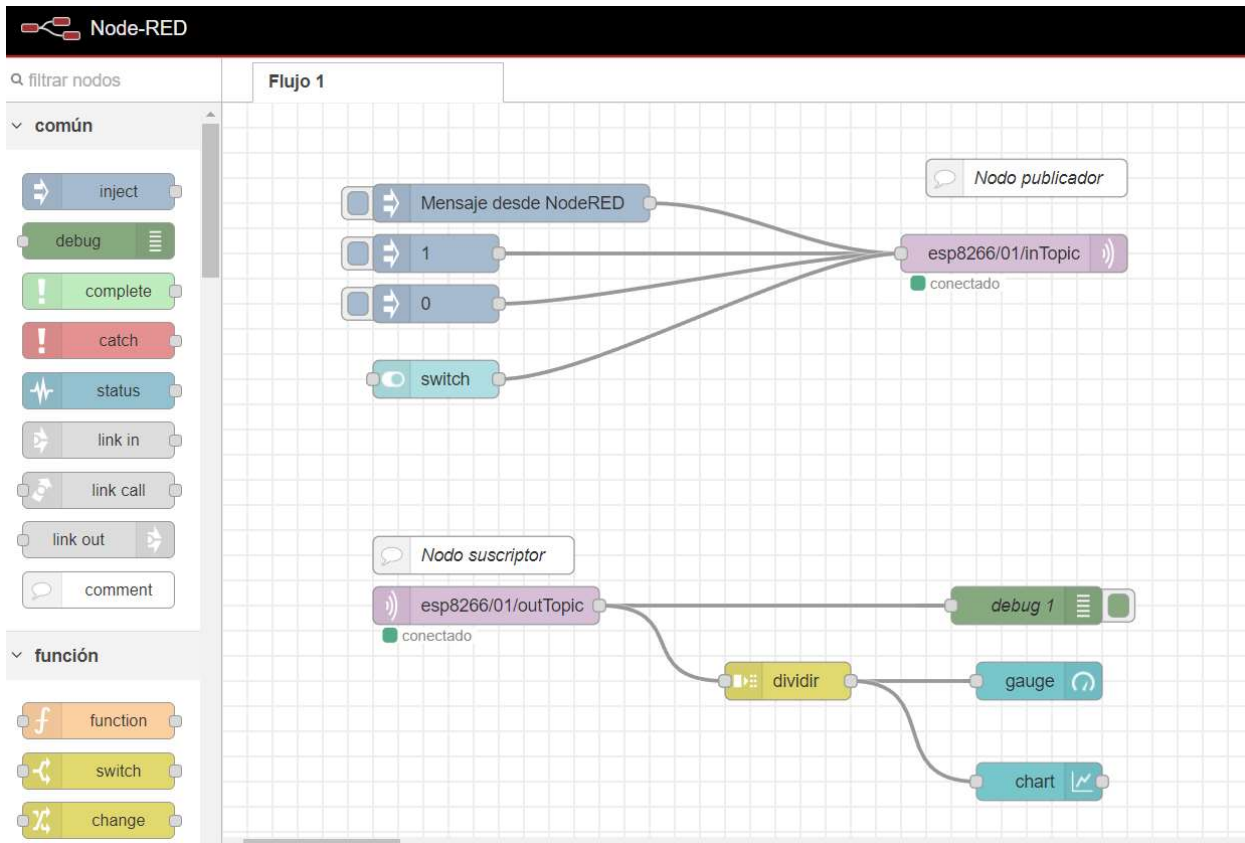 Node-RED
filtrar nodos
Flujo 1
común
inject
debug
complete
catch
status
link in
link call
link out
comment
función
function
switch
change
Nodo publicador
Mensaje desde NodeRED
1
0
switch
esp8266/01/inTopic
conectado
Nodo suscriptor
esp8266/01/outTopic
conectado
debug 1
dividir
gauge
chart